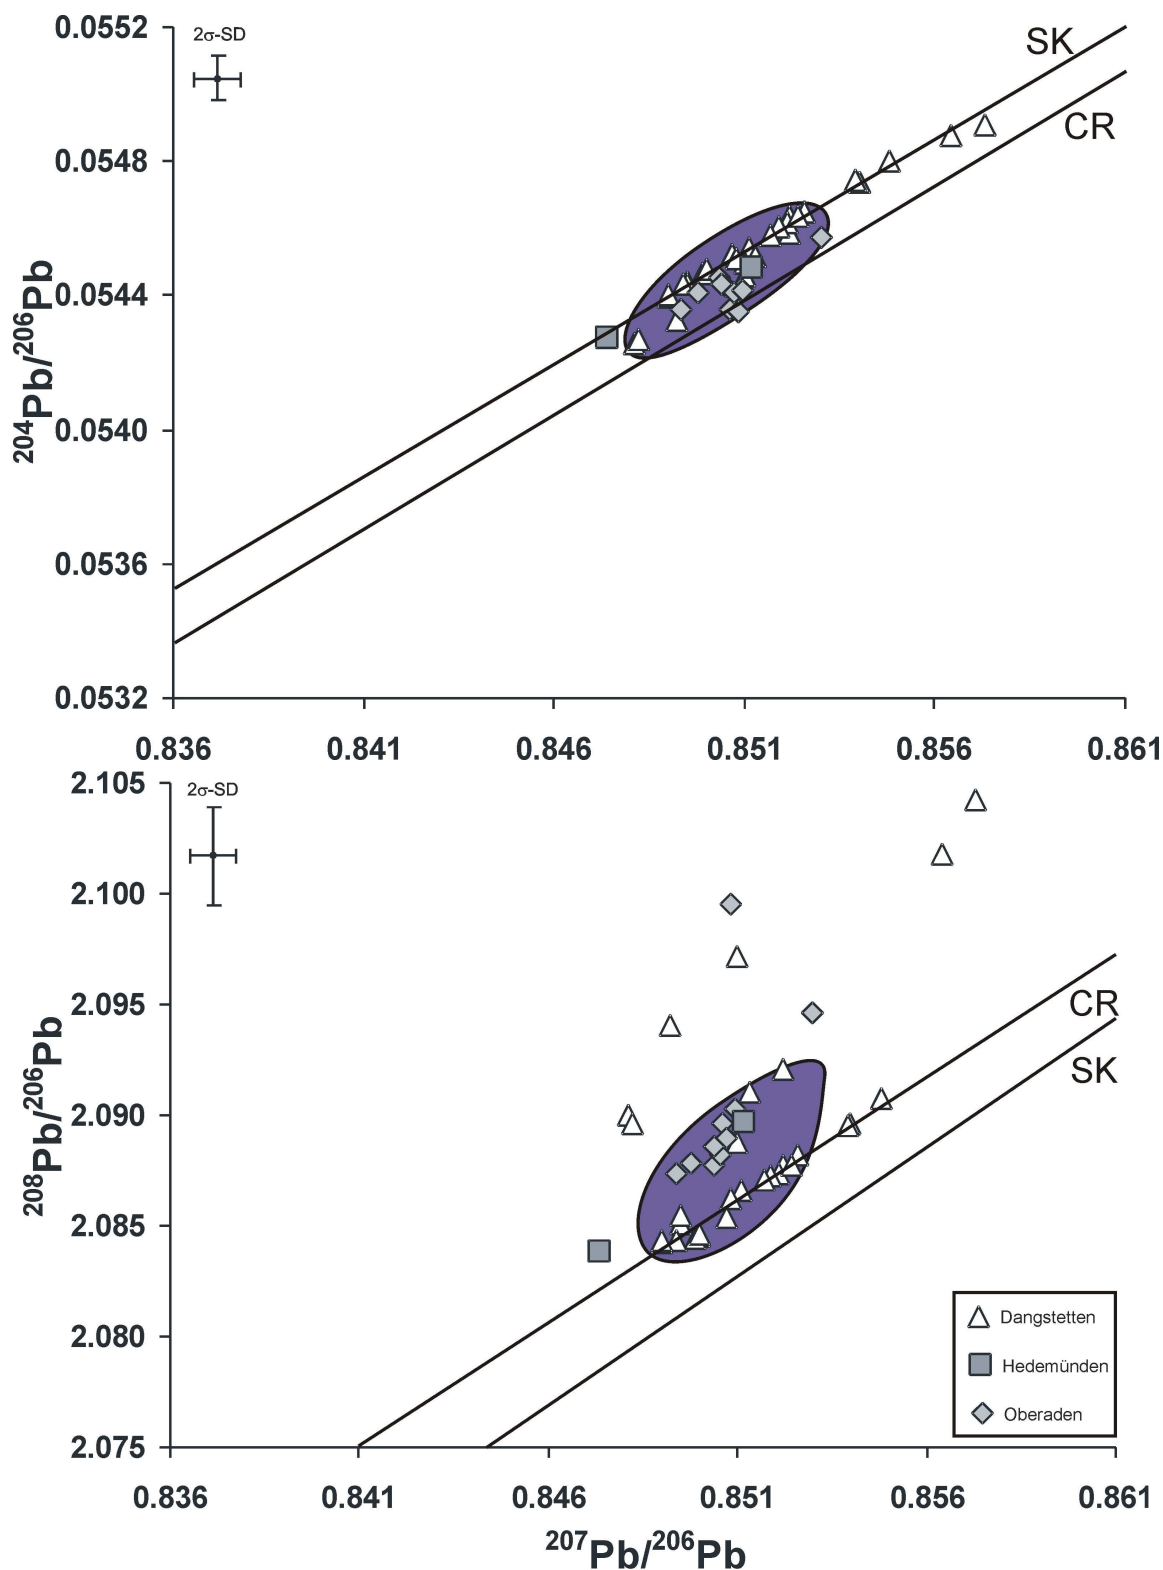 0.0552
2σ-SD
SK
CR
0.0548
0.0544
0.0540
0.0536
0.0532
204Pb/206Pb
0.836 0.841 0.846 0.851 0.856 0.861
2.105
2σ-SD
2.100
2.095
CR
SK
2.090
2.085
2.080
2.075
208Pb/206Pb
Dangstetten
Hedemünden
Oberaden
0.836 0.841 0.846 0.851 0.856 0.861
207Pb/206Pb